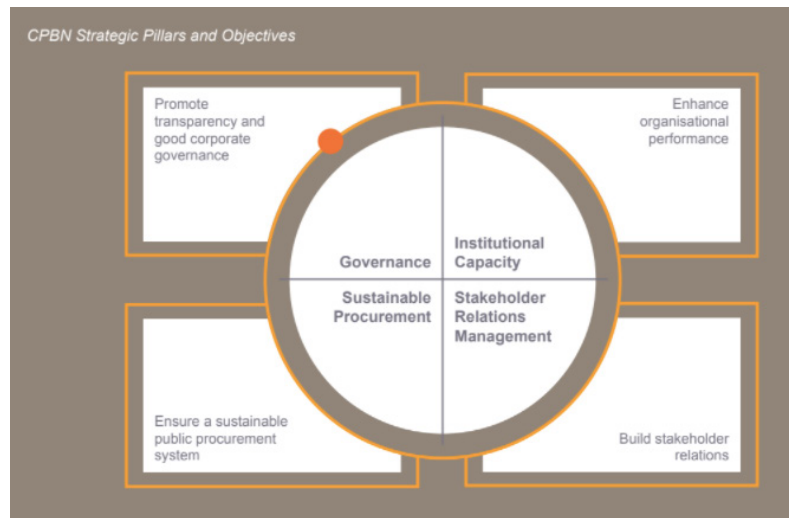 CPBN Strategic Pillars and Objectives
Promote
transparency and
good corporate
governance
Enhance
organisational
performance
Governance
Institutional
Capacity
Sustainable
Procurement
Stakeholder
Relations
Management
Ensure a sustainable
public procurement
system
Build stakeholder
relations